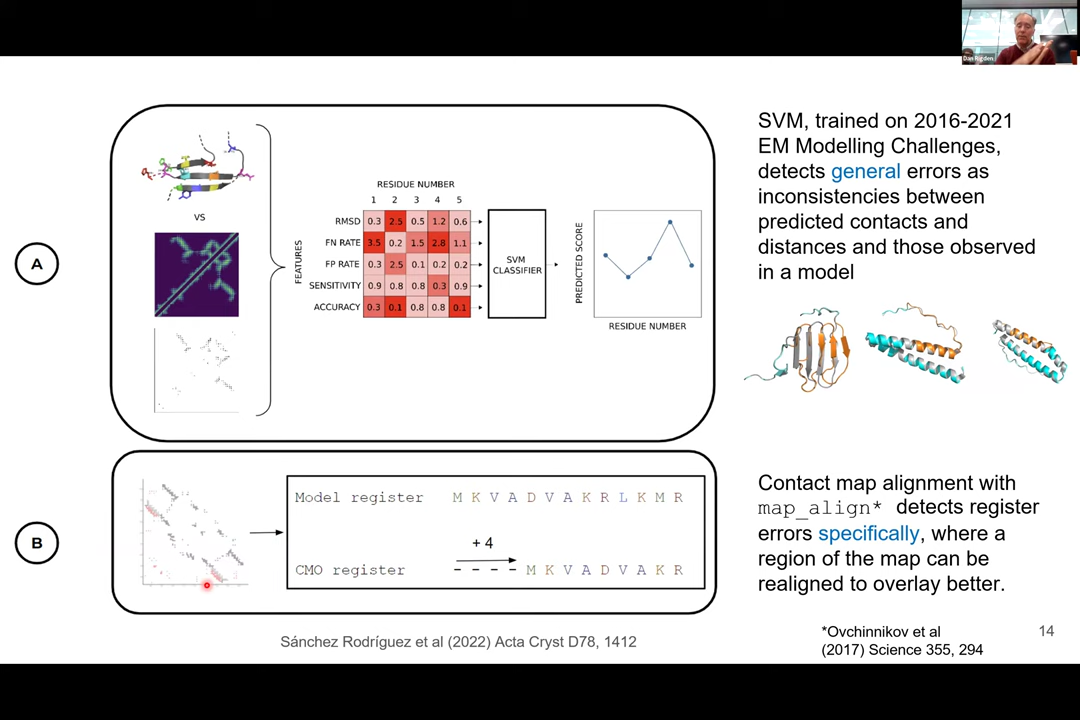 Dan Rigden
A
VS
RESIDUE NUMBER
1 2 3 4 5
FEATURES
RMSD 0.3 2.5 0.5 1.2 0.6
FN RATE 3.5 0.2 1.5 2.8 1.1
FP RATE 0.3 2.5 0.1 0.2 0.2
SENSITIVITY 0.9 0.8 0.8 0.3 0.9
ACCURACY 0.3 0.1 0.8 0.8 0.1
SVM
CLASSIFIER
PREDICTED SCORE
RESIDUE NUMBER
SVM, trained on 2016-2021
EM Modelling Challenges,
detects general errors as
inconsistencies between
predicted contacts and
distances and those observed
in a model
B
Model register M K V A D V A K R L K M R
+ 4
CMO register - - - - M K V A D V A K R
Contact map alignment with
map_align* detects register
errors specifically, where a
region of the map can be
realigned to overlay better.
Sánchez Rodríguez et al (2022) Acta Cryst D78, 1412
*Ovchinnikov et al
(2017) Science 355, 294
14